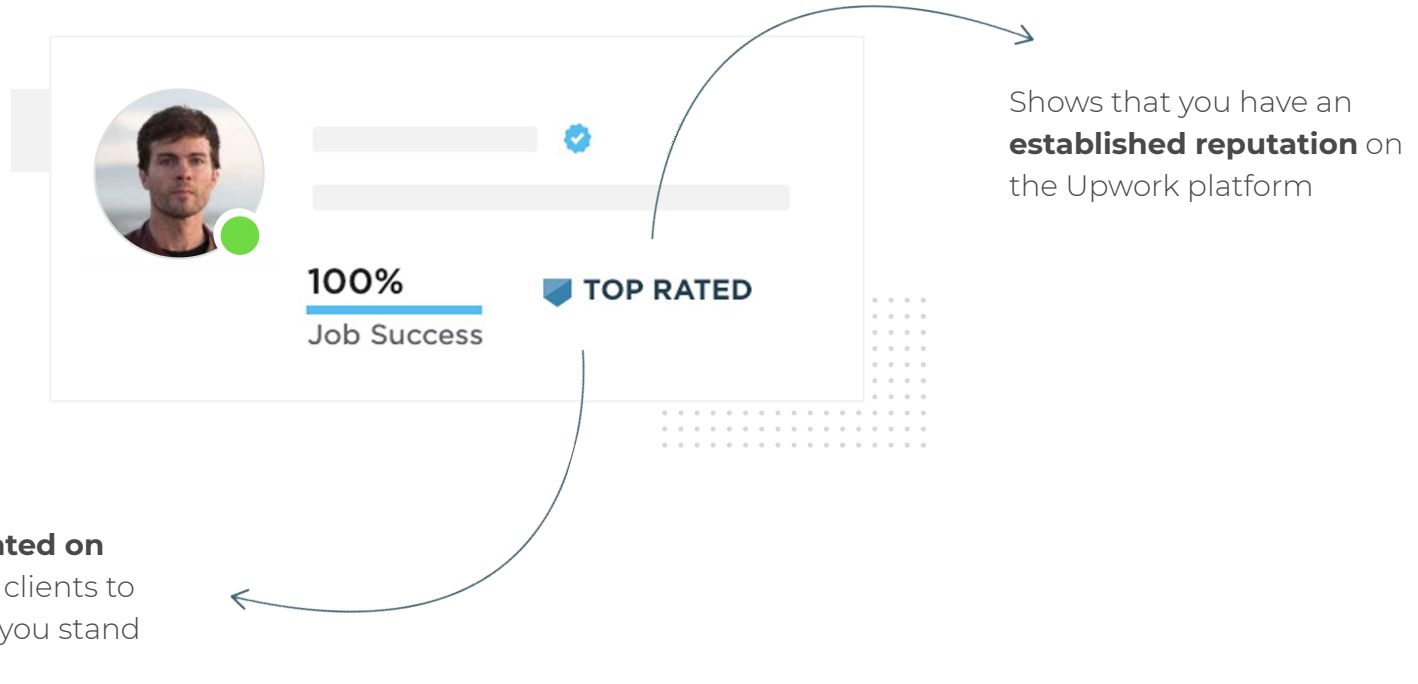 Shows that you have an
established reputation on
the Upwork platform
100%
TOP RATED
Job Success
on
clients to
you stand